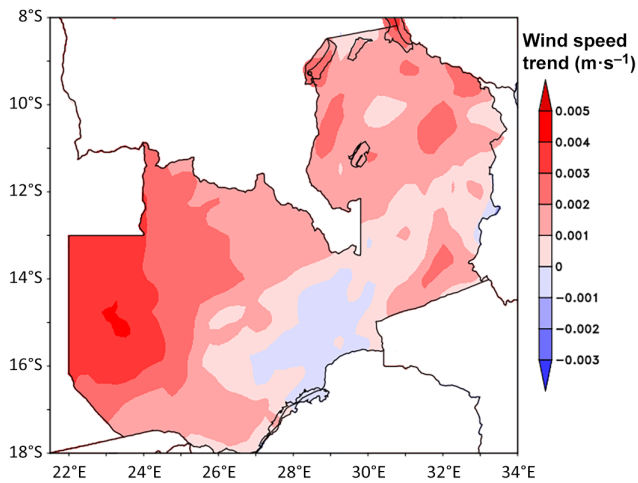 8°S
10°S
12°S
14°S
16°S
18°S
22°E
24°E
26°E
28°E
30°E
32°E
34°E
Wind speed
trend (m·s⁻¹)
0.005
0.004
0.003
0.002
0.001
0
−0.001
−0.002
−0.003